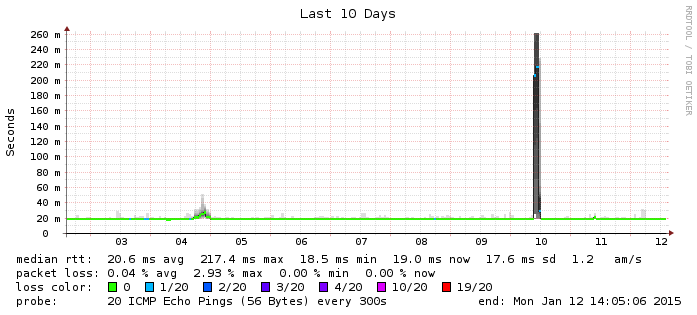 Last 10 Days
RRDTOOL / TOBI OETIKER
Seconds
260 m
240 m
220 m
200 m
180 m
160 m
140 m
120 m
100 m
80 m
60 m
40 m
20 m
0
03 04 05 06 07 08 09 10 11 12
median rtt: 20.6 ms avg 217.4 ms max 18.5 ms min 19.0 ms now 17.6 ms sd 1.2 am/s
packet loss: 0.04 % avg 2.93 % max 0.00 % min 0.00 % now
loss color: 0 1/20 2/20 3/20 4/20 10/20 19/20
probe: 20 ICMP Echo Pings (56 Bytes) every 300s end: Mon Jan 12 14:05:06 2015